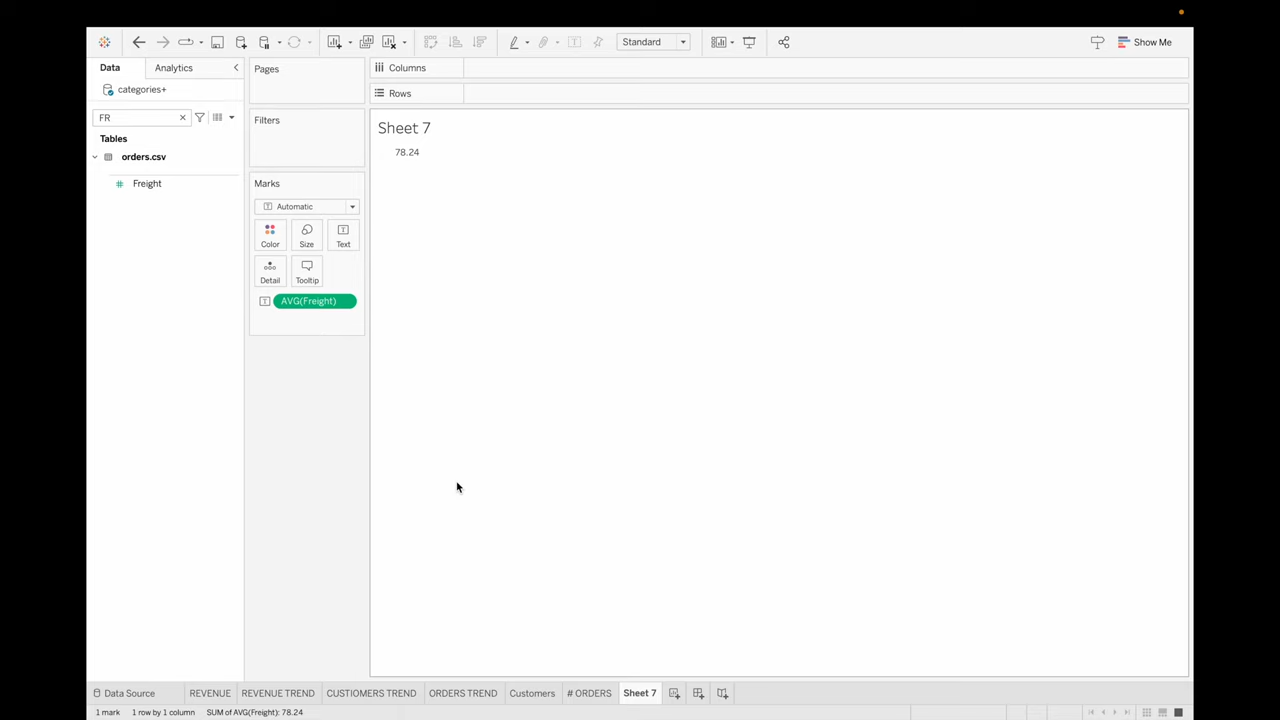 Standard
Show Me
Data
Analytics
categories+
FR
Tables
orders.csv
Freight
Pages
Filters
Marks
Automatic
Color
Size
Text
Detail
Tooltip
AVG(Freight)
Columns
Rows
Sheet 7
78.24
Data Source
REVENUE
REVENUE TREND
CUSTOMERS TREND
ORDERS TREND
Customers
# ORDERS
Sheet 7
1 mark
1 row by 1 column
SUM of AVG(Freight): 78.24